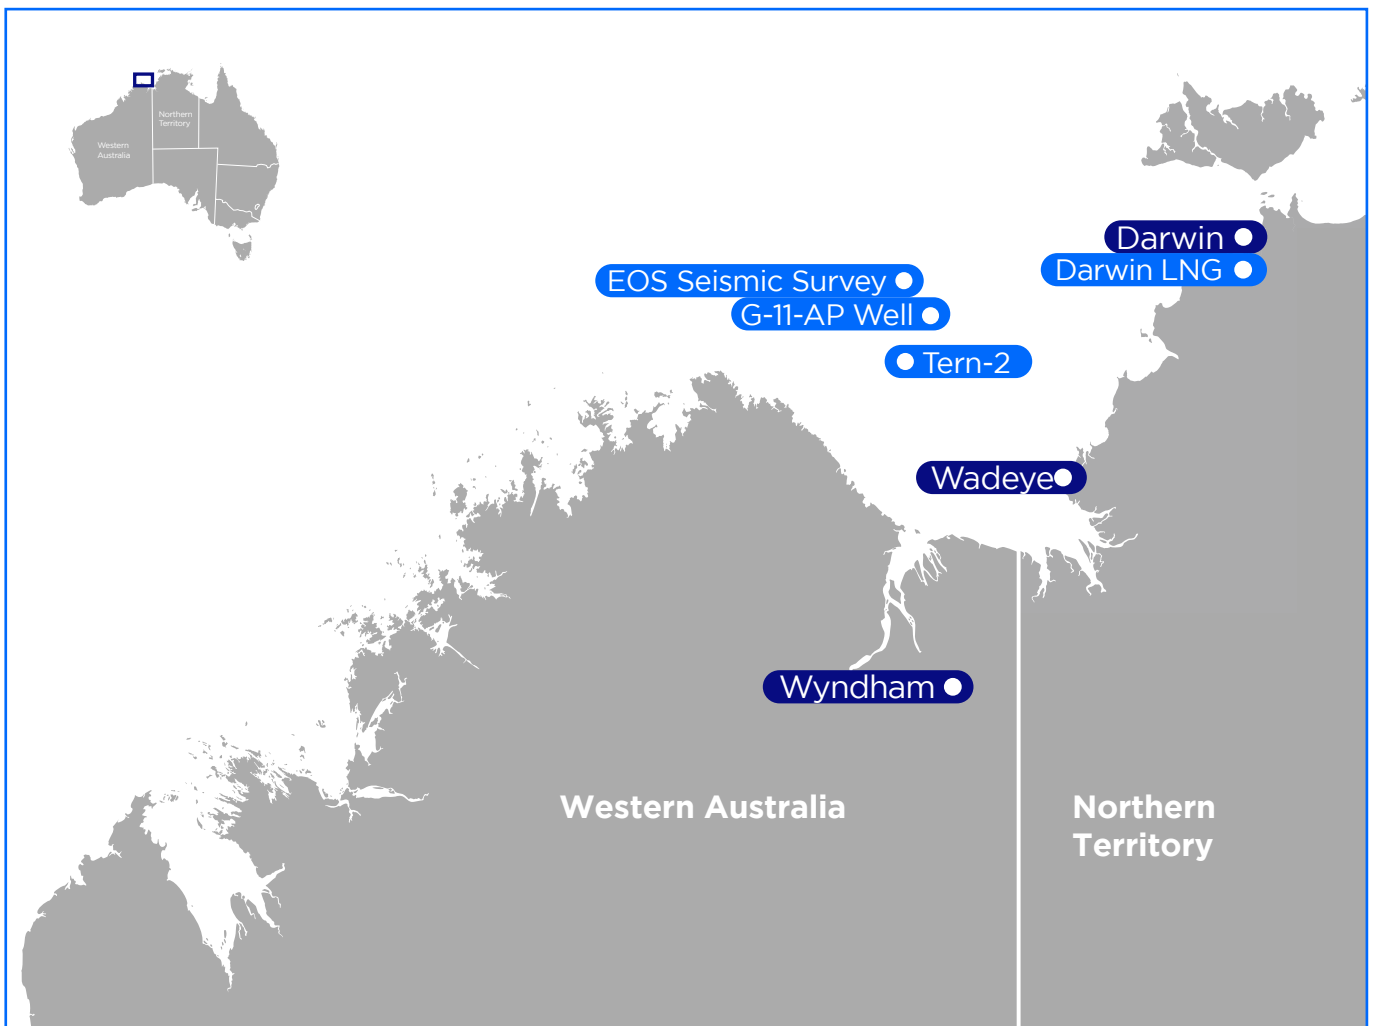 Northern
Territory
Western
Australia
Darwin
Darwin LNG
EOS Seismic Survey
G-11-AP Well
Tern-2
Wadeye
Wyndham
Western Australia
Northern
Territory